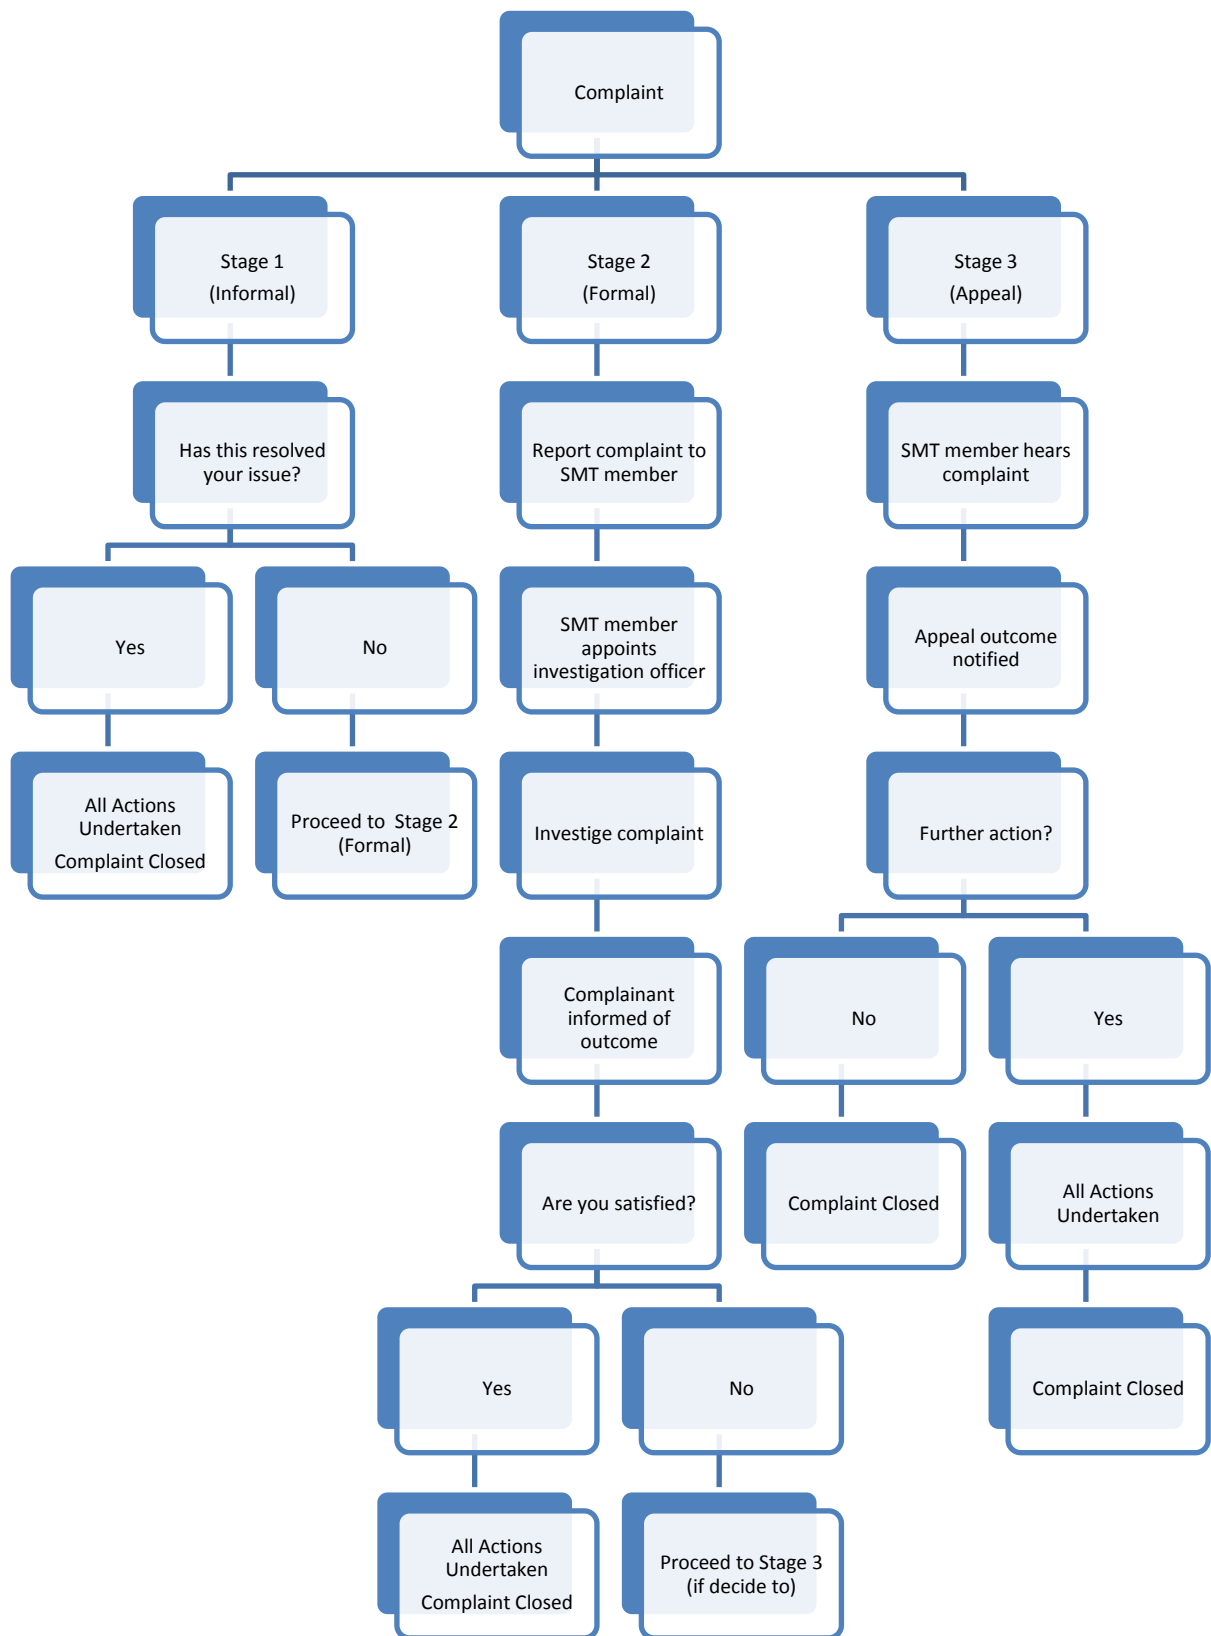 Complaint
Stage 1
(Informal)
Stage 2
(Formal)
Stage 3
(Appeal)
Has this resolved
your issue?
Report complaint to
SMT member
SMT member hears
complaint
Yes
No
SMT member
appoints
investigation officer
Appeal outcome
notified
All Actions
Undertaken
Complaint Closed
Proceed to Stage 2
(Formal)
Investige complaint
Further action?
Complainant
informed of
outcome
No
Yes
Are you satisfied?
Complaint Closed
All Actions
Undertaken
Yes
No
Complaint Closed
All Actions
Undertaken
Complaint Closed
Proceed to Stage 3
(if decide to)